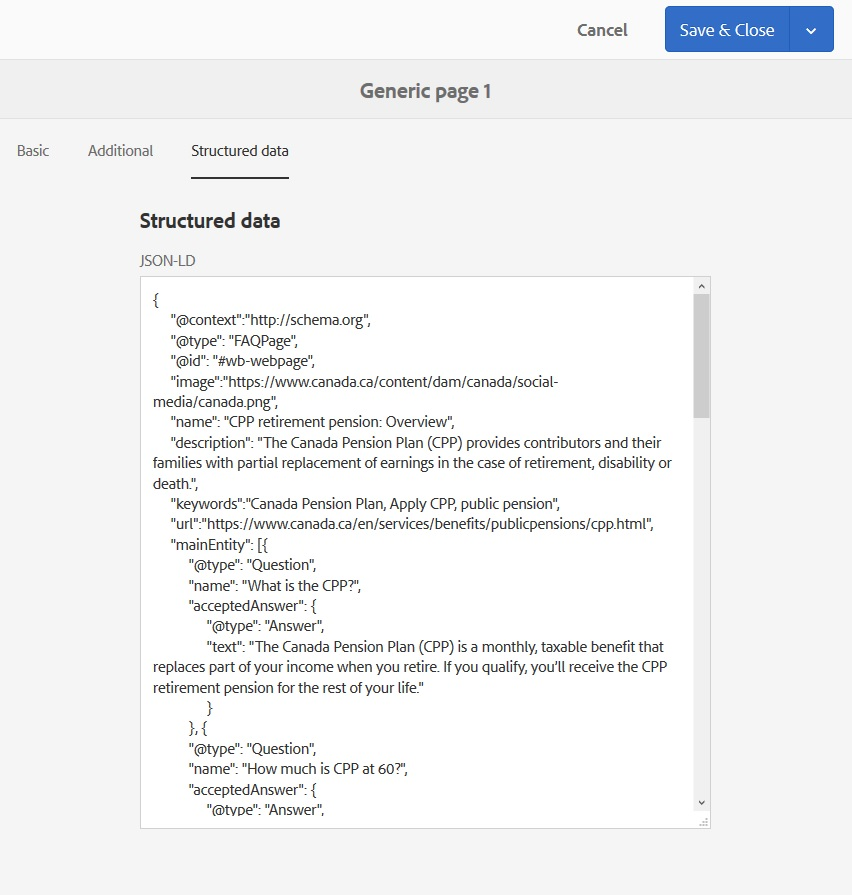 Cancel
Save & Close
Generic page 1
Basic
Additional
Structured data
Structured data
JSON-LD
{
"@context":"http://schema.org",
"@type": "FAQPage",
"@id": "#wb-webpage",
"image":"https://www.canada.ca/content/dam/canada/social-
media/canada.png",
"name": "CPP retirement pension: Overview",
"description": "The Canada Pension Plan (CPP) provides contributors and their
families with partial replacement of earnings in the case of retirement, disability or
death.",
"keywords":"Canada Pension Plan, Apply CPP, public pension",
"url":"https://www.canada.ca/en/services/benefits/publicpensions/cpp.html",
"mainEntity": [{
"@type": "Question",
"name": "What is the CPP?",
"acceptedAnswer": {
"@type": "Answer",
"text": "The Canada Pension Plan (CPP) is a monthly, taxable benefit that
replaces part of your income when you retire. If you qualify, you’ll receive the CPP
retirement pension for the rest of your life."
}
}, {
"@type": "Question",
"name": "How much is CPP at 60?",
"acceptedAnswer": {
"@type": "Answer",